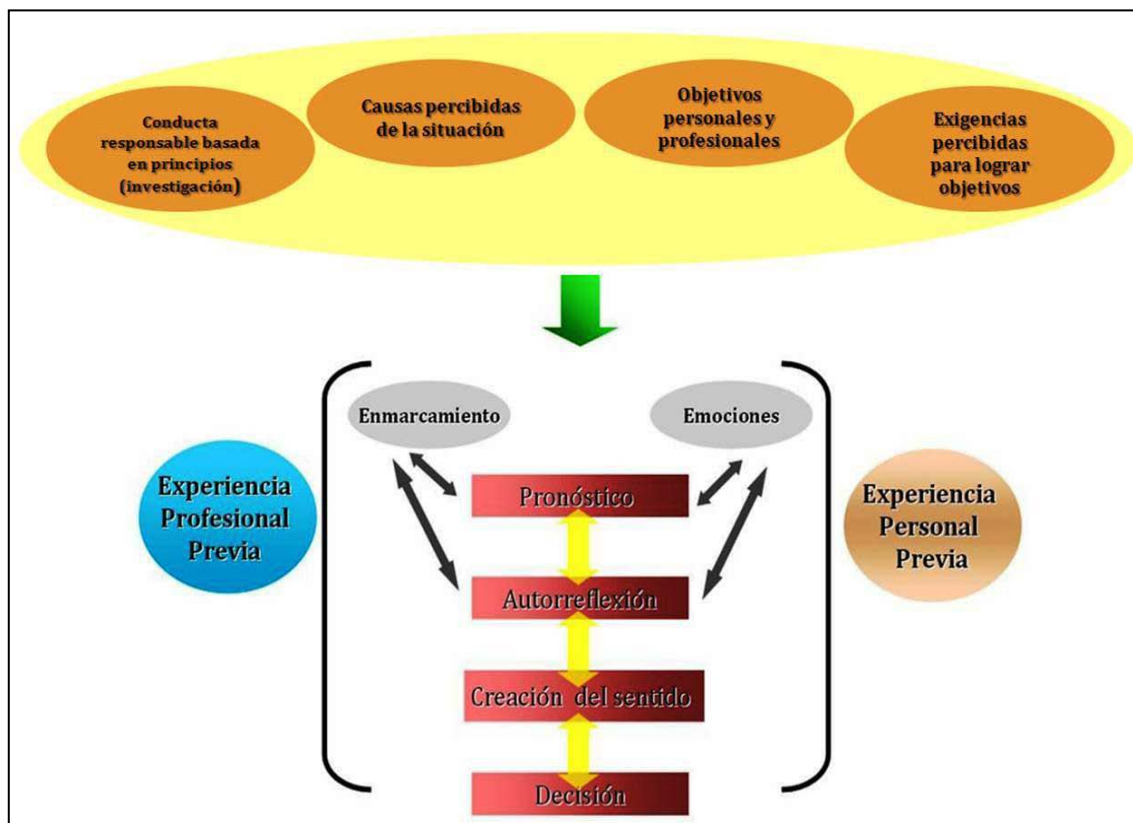 Conducta
responsable basada
en principios
(investigación)
Causas percibidas
de la situación
Objetivos
personales y
profesionales
Exigencias
percibidas
para lograr
objetivos
Enmarcamiento
Emociones
Experiencia
Profesional
Previa
Pronóstico
Experiencia
Personal
Previa
Autorreflexión
Creación del sentido
Decisión